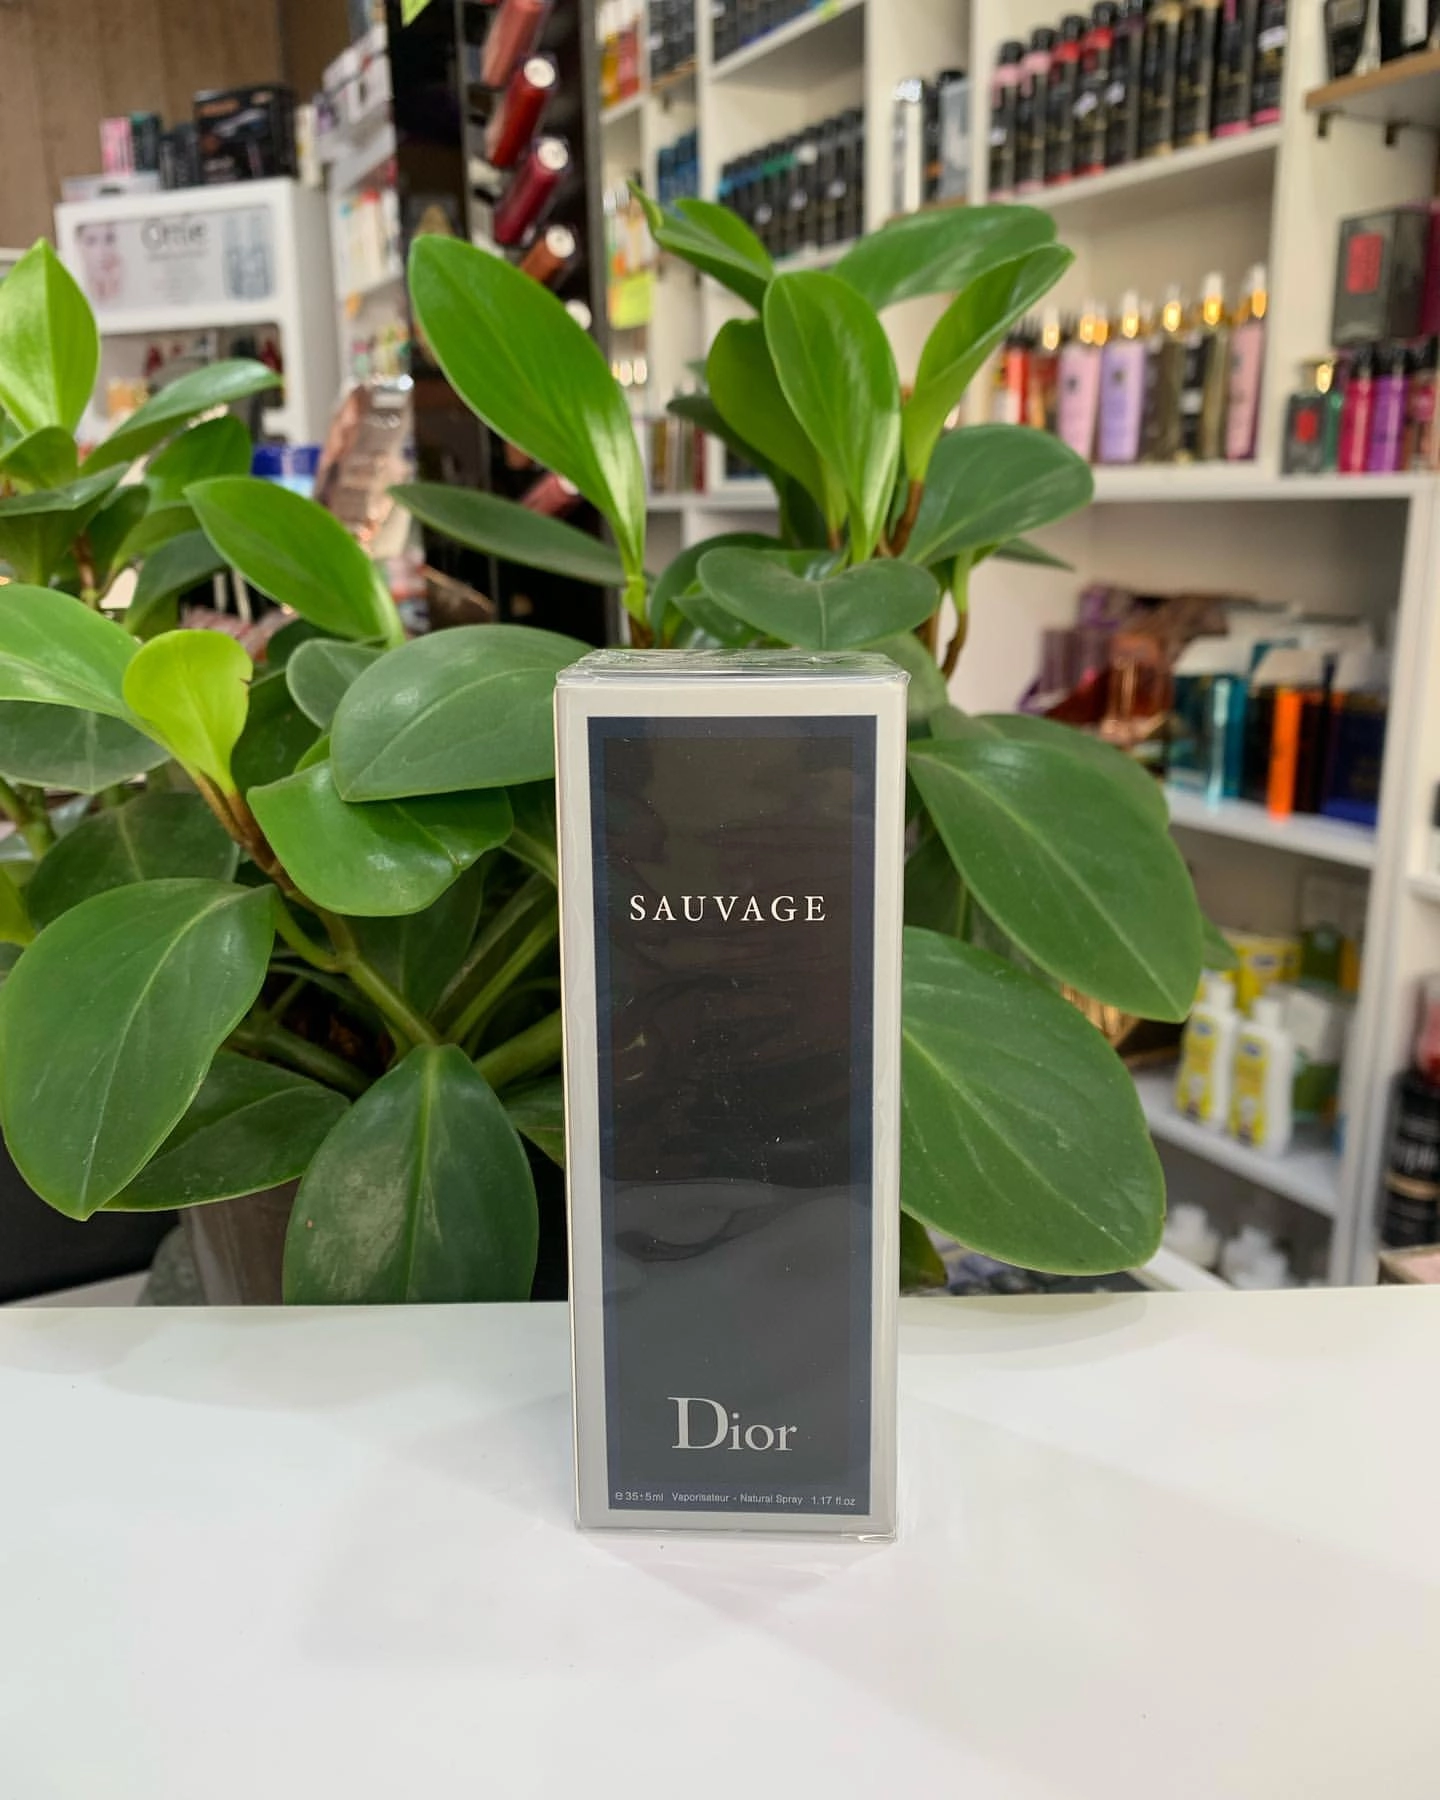 SAUVAGE
Dior
℮ 35±5ml Vaporisateur - Natural Spray 1.17 fl.oz